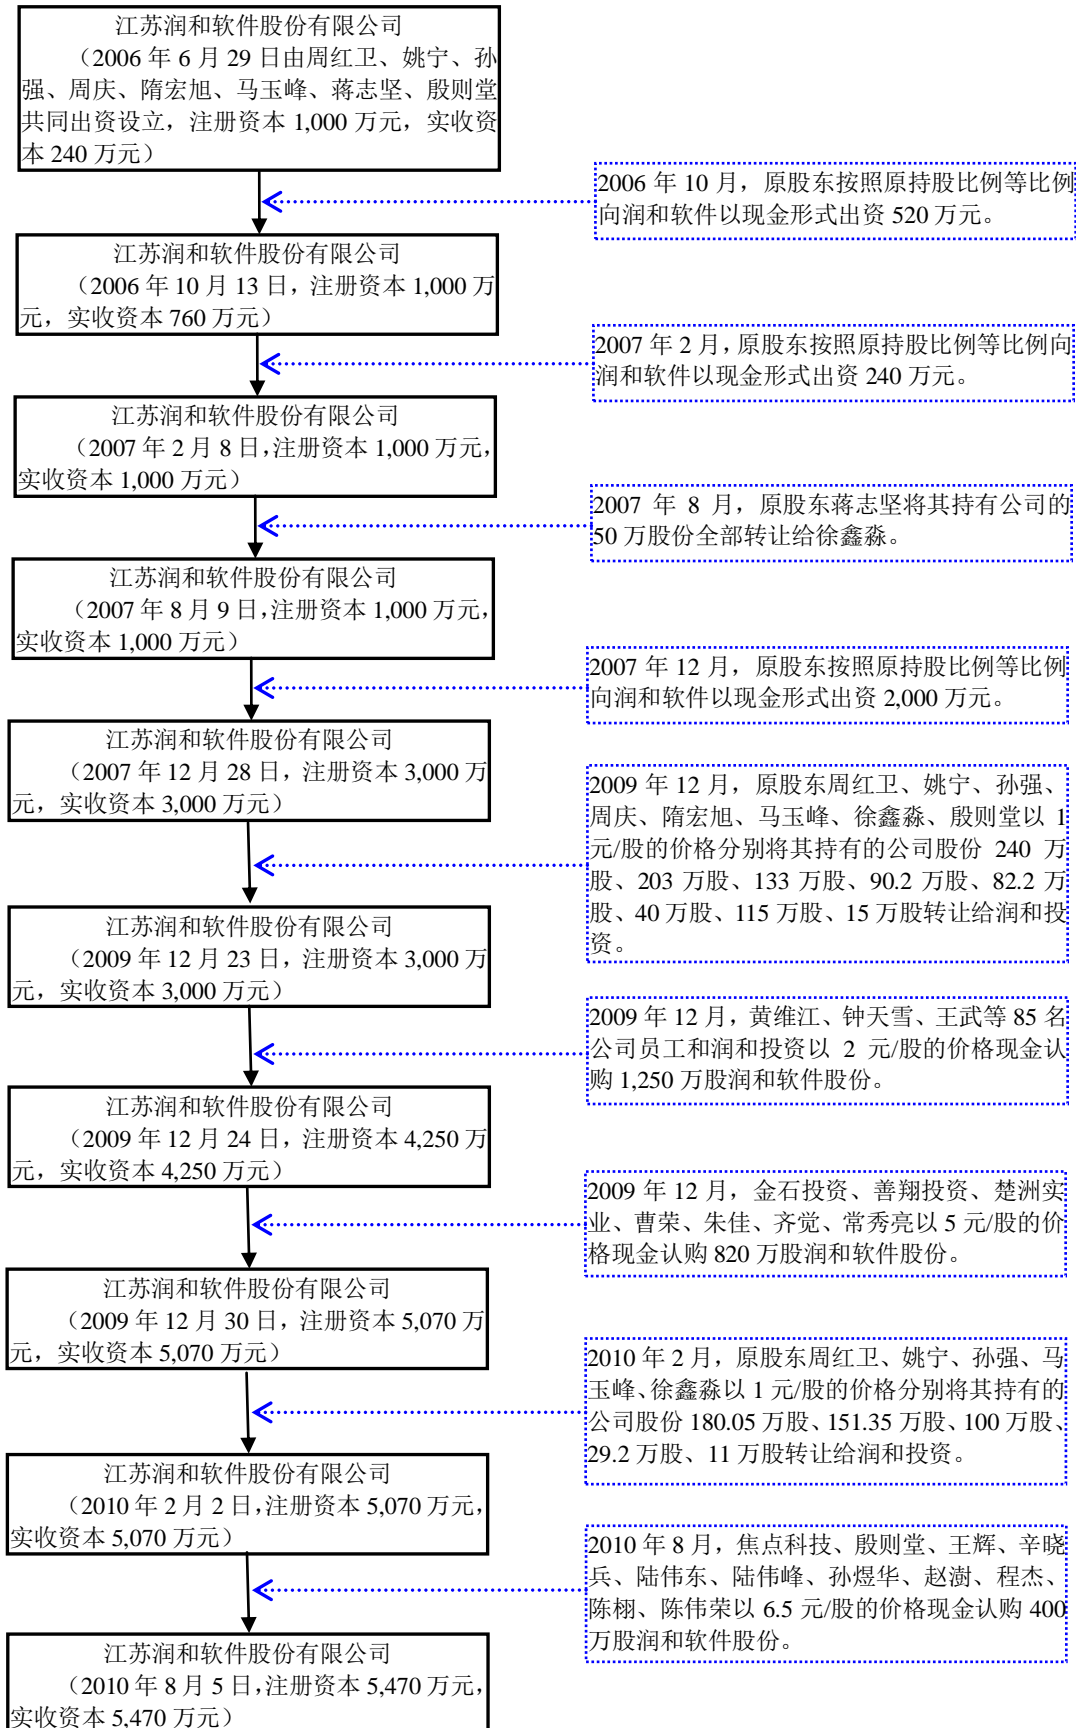 江苏润和软件股份有限公司
（2006 年 6 月 29 日由周红卫、姚宁、孙
强、周庆、隋宏旭、马玉峰、蒋志坚、殷则堂
共同出资设立，注册资本 1,000 万元，实收资
本 240 万元）
2006 年 10 月，原股东按照原持股比例等比例
向润和软件以现金形式出资 520 万元。
江苏润和软件股份有限公司
（2006 年 10 月 13 日，注册资本 1,000 万
元，实收资本 760 万元）
2007 年 2 月，原股东按照原持股比例等比例向
润和软件以现金形式出资 240 万元。
江苏润和软件股份有限公司
（2007 年 2 月 8 日，注册资本 1,000 万元，
实收资本 1,000 万元）
2007 年 8 月，原股东蒋志坚将其持有公司的
50 万股份全部转让给徐鑫淼。
江苏润和软件股份有限公司
（2007 年 8 月 9 日，注册资本 1,000 万元，
实收资本 1,000 万元）
2007 年 12 月，原股东按照原持股比例等比例
向润和软件以现金形式出资 2,000 万元。
江苏润和软件股份有限公司
（2007 年 12 月 28 日，注册资本 3,000 万
元，实收资本 3,000 万元）
2009 年 12 月，原股东周红卫、姚宁、孙强、
周庆、隋宏旭、马玉峰、徐鑫淼、殷则堂以 1
元/股的价格分别将其持有的公司股份 240 万
股、203 万股、133 万股、90.2 万股、82.2 万
股、40 万股、115 万股、15 万股转让给润和投
资。
江苏润和软件股份有限公司
（2009 年 12 月 23 日，注册资本 3,000 万
元，实收资本 3,000 万元）
2009 年 12 月，黄维江、钟天雪、王武等 85 名
公司员工和润和投资以 2 元/股的价格现金认
购 1,250 万股润和软件股份。
江苏润和软件股份有限公司
（2009 年 12 月 24 日，注册资本 4,250 万
元，实收资本 4,250 万元）
2009 年 12 月，金石投资、善翔投资、楚洲实
业、曹荣、朱佳、齐觉、常秀亮以 5 元/股的价
格现金认购 820 万股润和软件股份。
江苏润和软件股份有限公司
（2009 年 12 月 30 日，注册资本 5,070 万
元，实收资本 5,070 万元）
2010 年 2 月，原股东周红卫、姚宁、孙强、马
玉峰、徐鑫淼以 1 元/股的价格分别将其持有的
公司股份 180.05 万股、151.35 万股、100 万股、
29.2 万股、11 万股转让给润和投资。
江苏润和软件股份有限公司
（2010 年 2 月 2 日，注册资本 5,070 万元，
实收资本 5,070 万元）
2010 年 8 月，焦点科技、殷则堂、王辉、辛晓
兵、陆伟东、陆伟峰、孙煜华、赵澍、程杰、
陈栩、陈伟荣以 6.5 元/股的价格现金认购 400
万股润和软件股份。
江苏润和软件股份有限公司
（2010 年 8 月 5 日，注册资本 5,470 万元，
实收资本 5,470 万元）